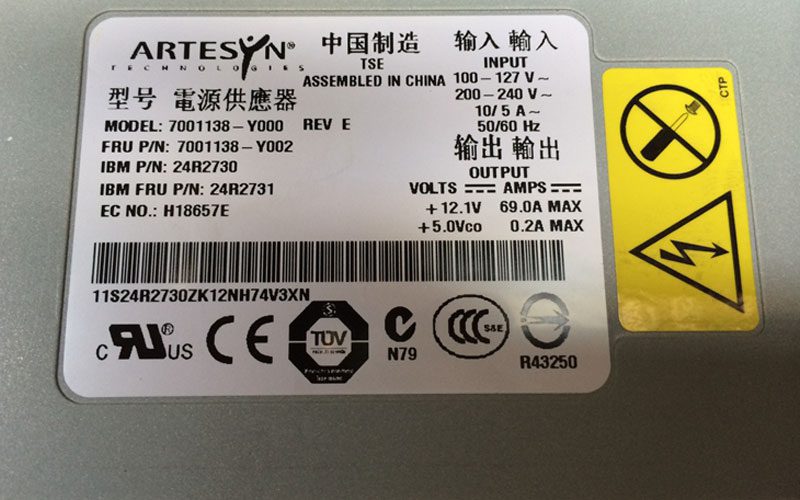 ARTESYN®
TECHNOLOGIES
中国制造
TSE
ASSEMBLED IN CHINA
输入 輸入
INPUT
100–127 V~
200–240 V~
10/ 5 A~
50/60 Hz
型号 電源供應器
MODEL: 7001138–Y000 REV E
FRU P/N: 7001138–Y002
IBM P/N: 24R2730
IBM FRU P/N: 24R2731
EC NO.: H18657E
输出 輸出
OUTPUT
VOLTS AMPS
+12.1V 69.0A MAX
+5.0Vco 0.2A MAX
11S24R2730ZK12NH74V3XN
C UR® US
CE
TÜV
N79
CCC S&E
R43250
CTP